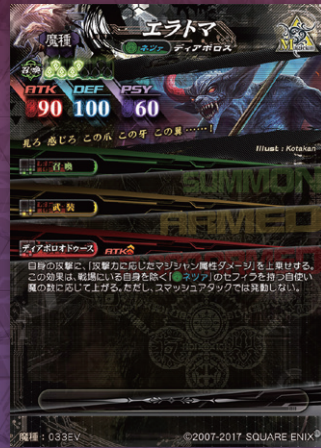 魔種 エラトマ
ネツァ ディアボロス
召喚
ATK DEF PSY
90 100 60
見ろ 感じろ この爪 この牙 この翼……！
Illust : Kotakan
召喚 SUMMON
武装 ARMED
ディアボロオドゥース ATK
自身の攻撃に、「攻撃力に応じたマジシャン属性ダメージ」を上乗せする。
この効果は、戦場にいる自身を除く「ネツァ」のセフィラを持つ自使い
魔の数に応じて上がる。ただし、スマッシュアタックでは発動しない。
魔種：033EV ©2007-2017 SQUARE ENIX